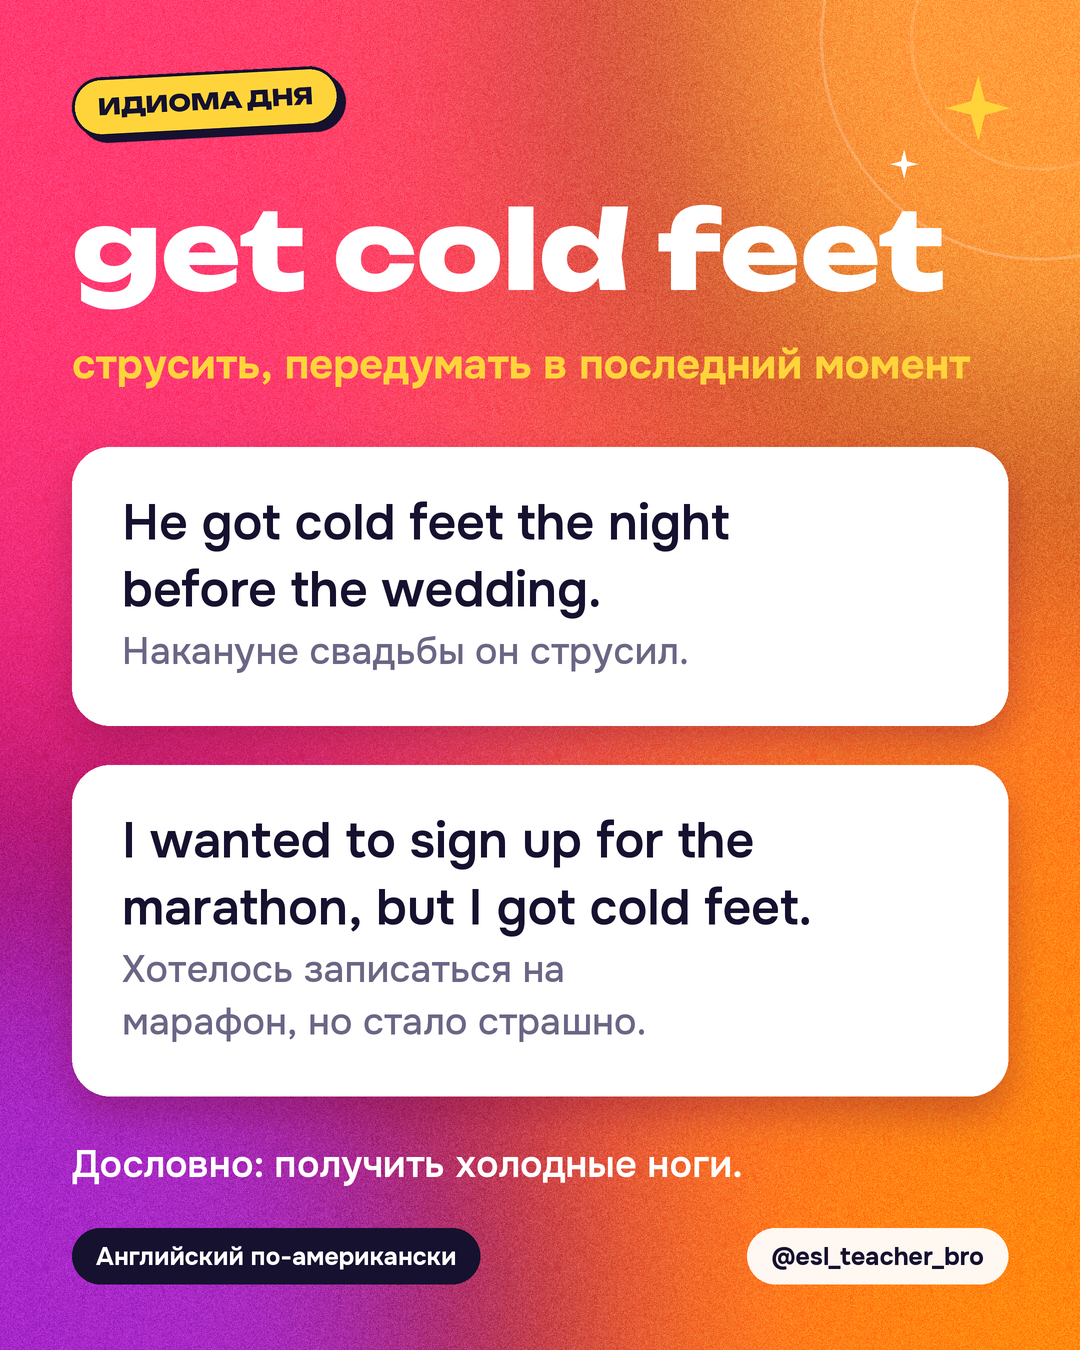 ИДИОМА ДНЯ
get cold feet
струсить, передумать в последний момент
He got cold feet the night
before the wedding.
Накануне свадьбы он струсил.
I wanted to sign up for the
marathon, but I got cold feet.
Хотелось записаться на
марафон, но стало страшно.
Дословно: получить холодные ноги.
Английский по-американски
@esl_teacher_bro